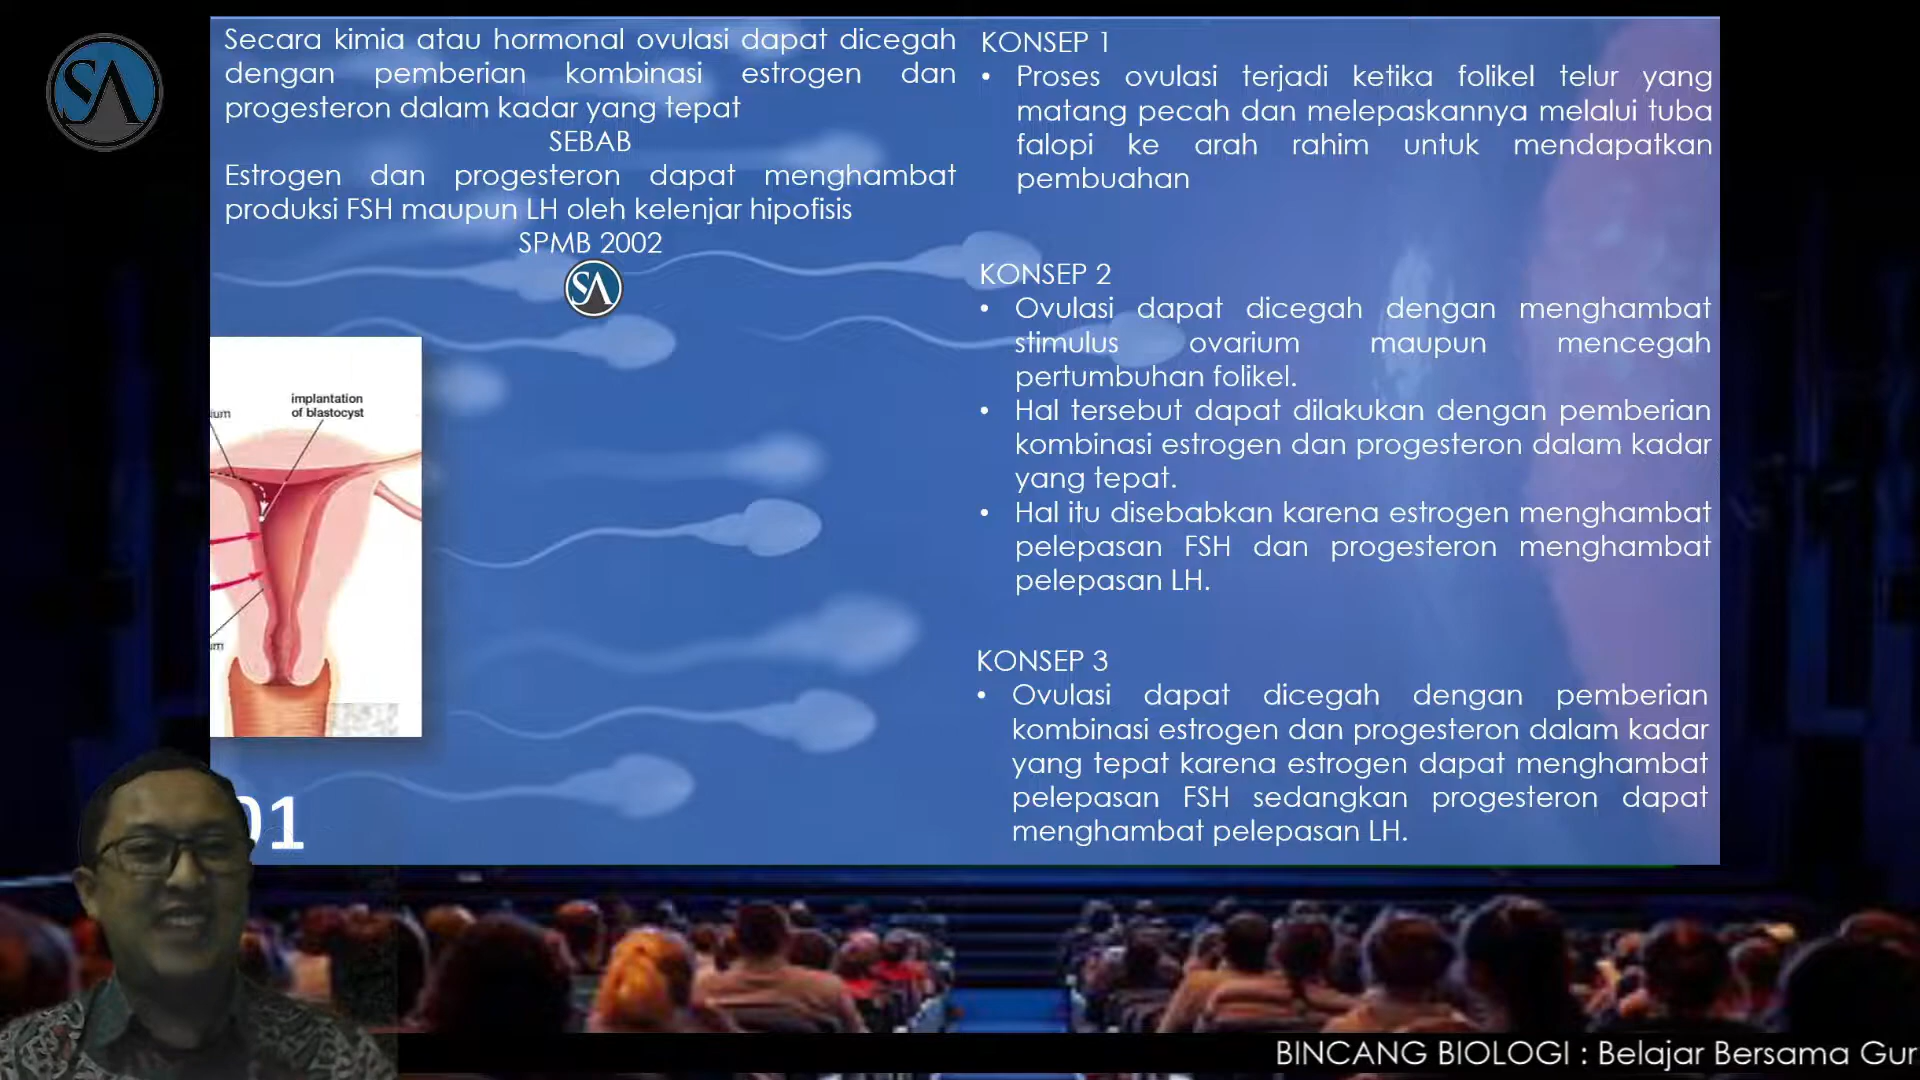 SA
Secara kimia atau hormonal ovulasi dapat dicegah
dengan pemberian kombinasi estrogen dan
progesteron dalam kadar yang tepat
SEBAB
Estrogen dan progesteron dapat menghambat
produksi FSH maupun LH oleh kelenjar hipofisis
SPMB 2002
SA
implantation
of blastocyst
ium
um
01
KONSEP 1
• Proses ovulasi terjadi ketika folikel telur yang
matang pecah dan melepaskannya melalui tuba
falopi ke arah rahim untuk mendapatkan
pembuahan
KONSEP 2
• Ovulasi dapat dicegah dengan menghambat
stimulus ovarium maupun mencegah
pertumbuhan folikel.
• Hal tersebut dapat dilakukan dengan pemberian
kombinasi estrogen dan progesteron dalam kadar
yang tepat.
• Hal itu disebabkan karena estrogen menghambat
pelepasan FSH dan progesteron menghambat
pelepasan LH.
KONSEP 3
• Ovulasi dapat dicegah dengan pemberian
kombinasi estrogen dan progesteron dalam kadar
yang tepat karena estrogen dapat menghambat
pelepasan FSH sedangkan progesteron dapat
menghambat pelepasan LH.
BINCANG BIOLOGI : Belajar Bersama Gur